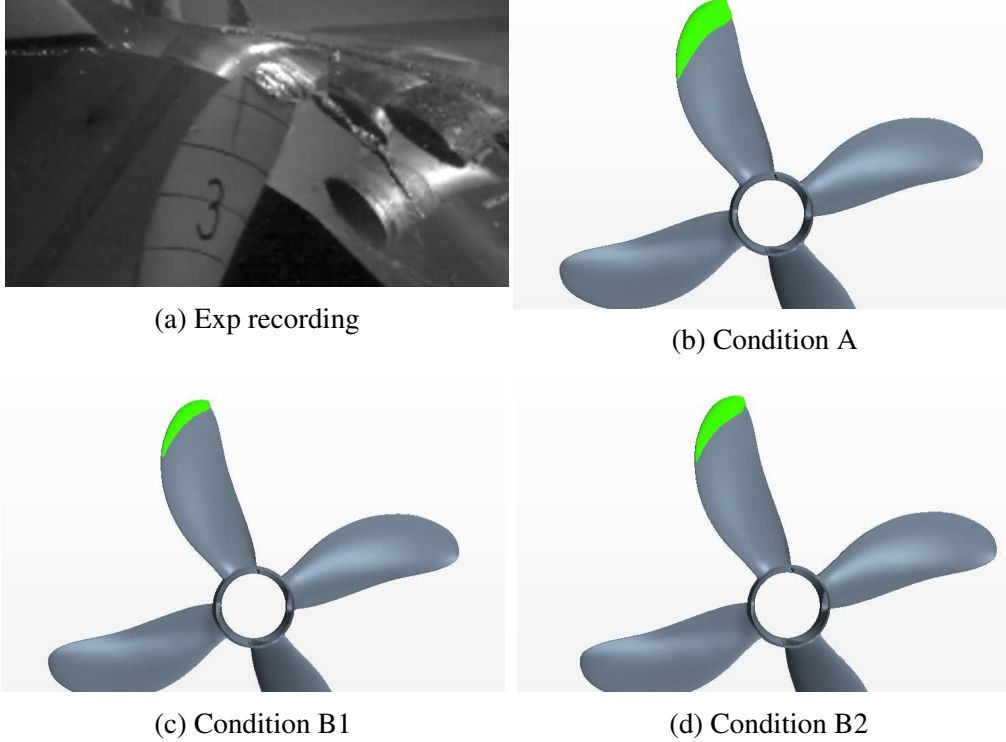 3
(a) Exp recording
(b) Condition A
(c) Condition B1
(d) Condition B2